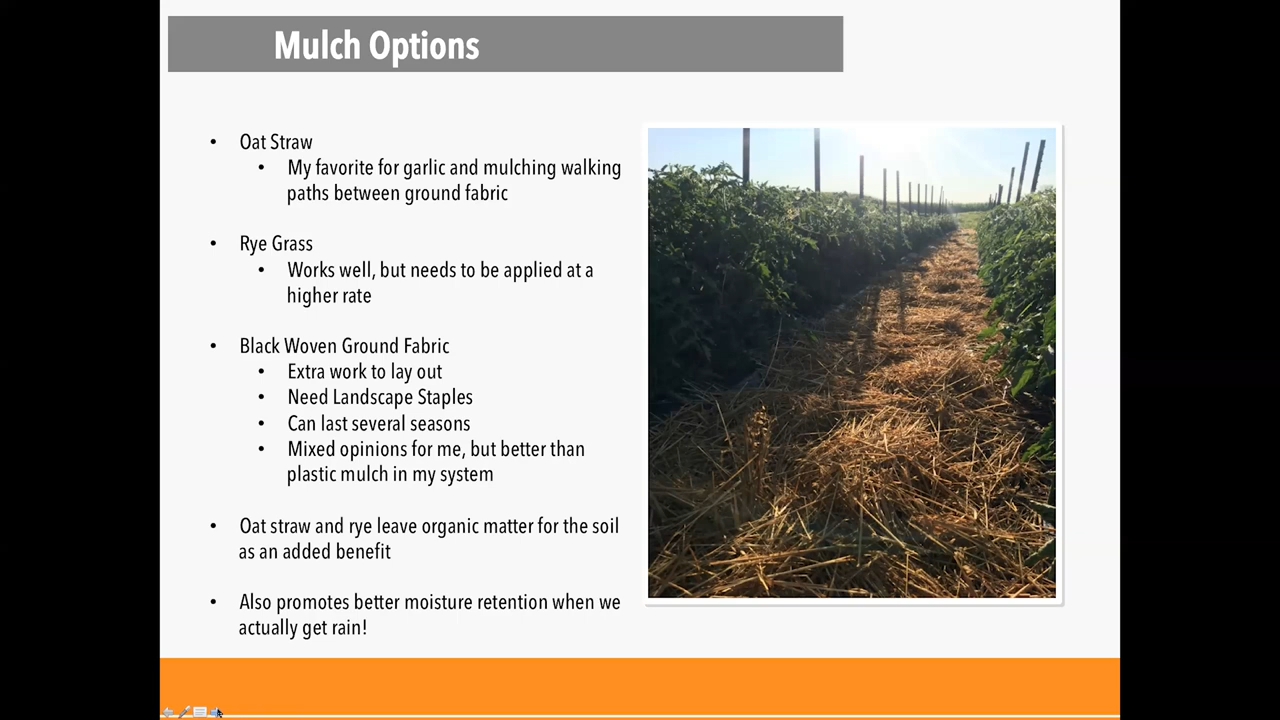 Mulch Options
• Oat Straw
• My favorite for garlic and mulching walking
paths between ground fabric
• Rye Grass
• Works well, but needs to be applied at a
higher rate
• Black Woven Ground Fabric
• Extra work to lay out
• Need Landscape Staples
• Can last several seasons
• Mixed opinions for me, but better than
plastic mulch in my system
• Oat straw and rye leave organic matter for the soil
as an added benefit
• Also promotes better moisture retention when we
actually get rain!